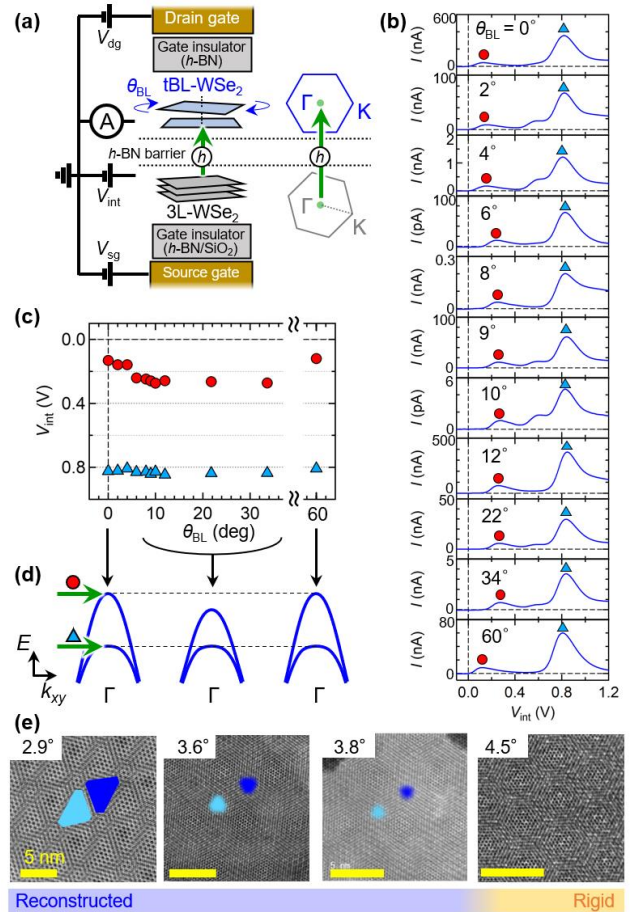 (a)
Drain gate
V_dg
Gate insulator
(h-BN)
θ_BL
tBL-WSe₂
A
Γ
K
h-BN barrier
h
h
V_int
3L-WSe₂
Γ
K
Gate insulator
(h-BN/SiO₂)
V_sg
Source gate
(b)
600
I (nA)
0
θ_BL = 0°
100
I (nA)
0
2°
2
I (nA)
0
4°
100
I (pA)
0
6°
0.3
I (nA)
0
8°
100
I (nA)
0
9°
6
I (pA)
0
10°
500
I (nA)
0
12°
50
I (nA)
0
22°
5
I (nA)
0
34°
80
I (nA)
0
60°
0.0 0.4 0.8 1.2
V_int (V)
(c)
0.0
0.4
0.8
V_int (V)
0 10 20 30 60
θ_BL (deg)
(d)
E
k_xy
Γ Γ Γ
(e)
2.9° 3.6° 3.8° 4.5°
5 nm
5 nm
Reconstructed Rigid